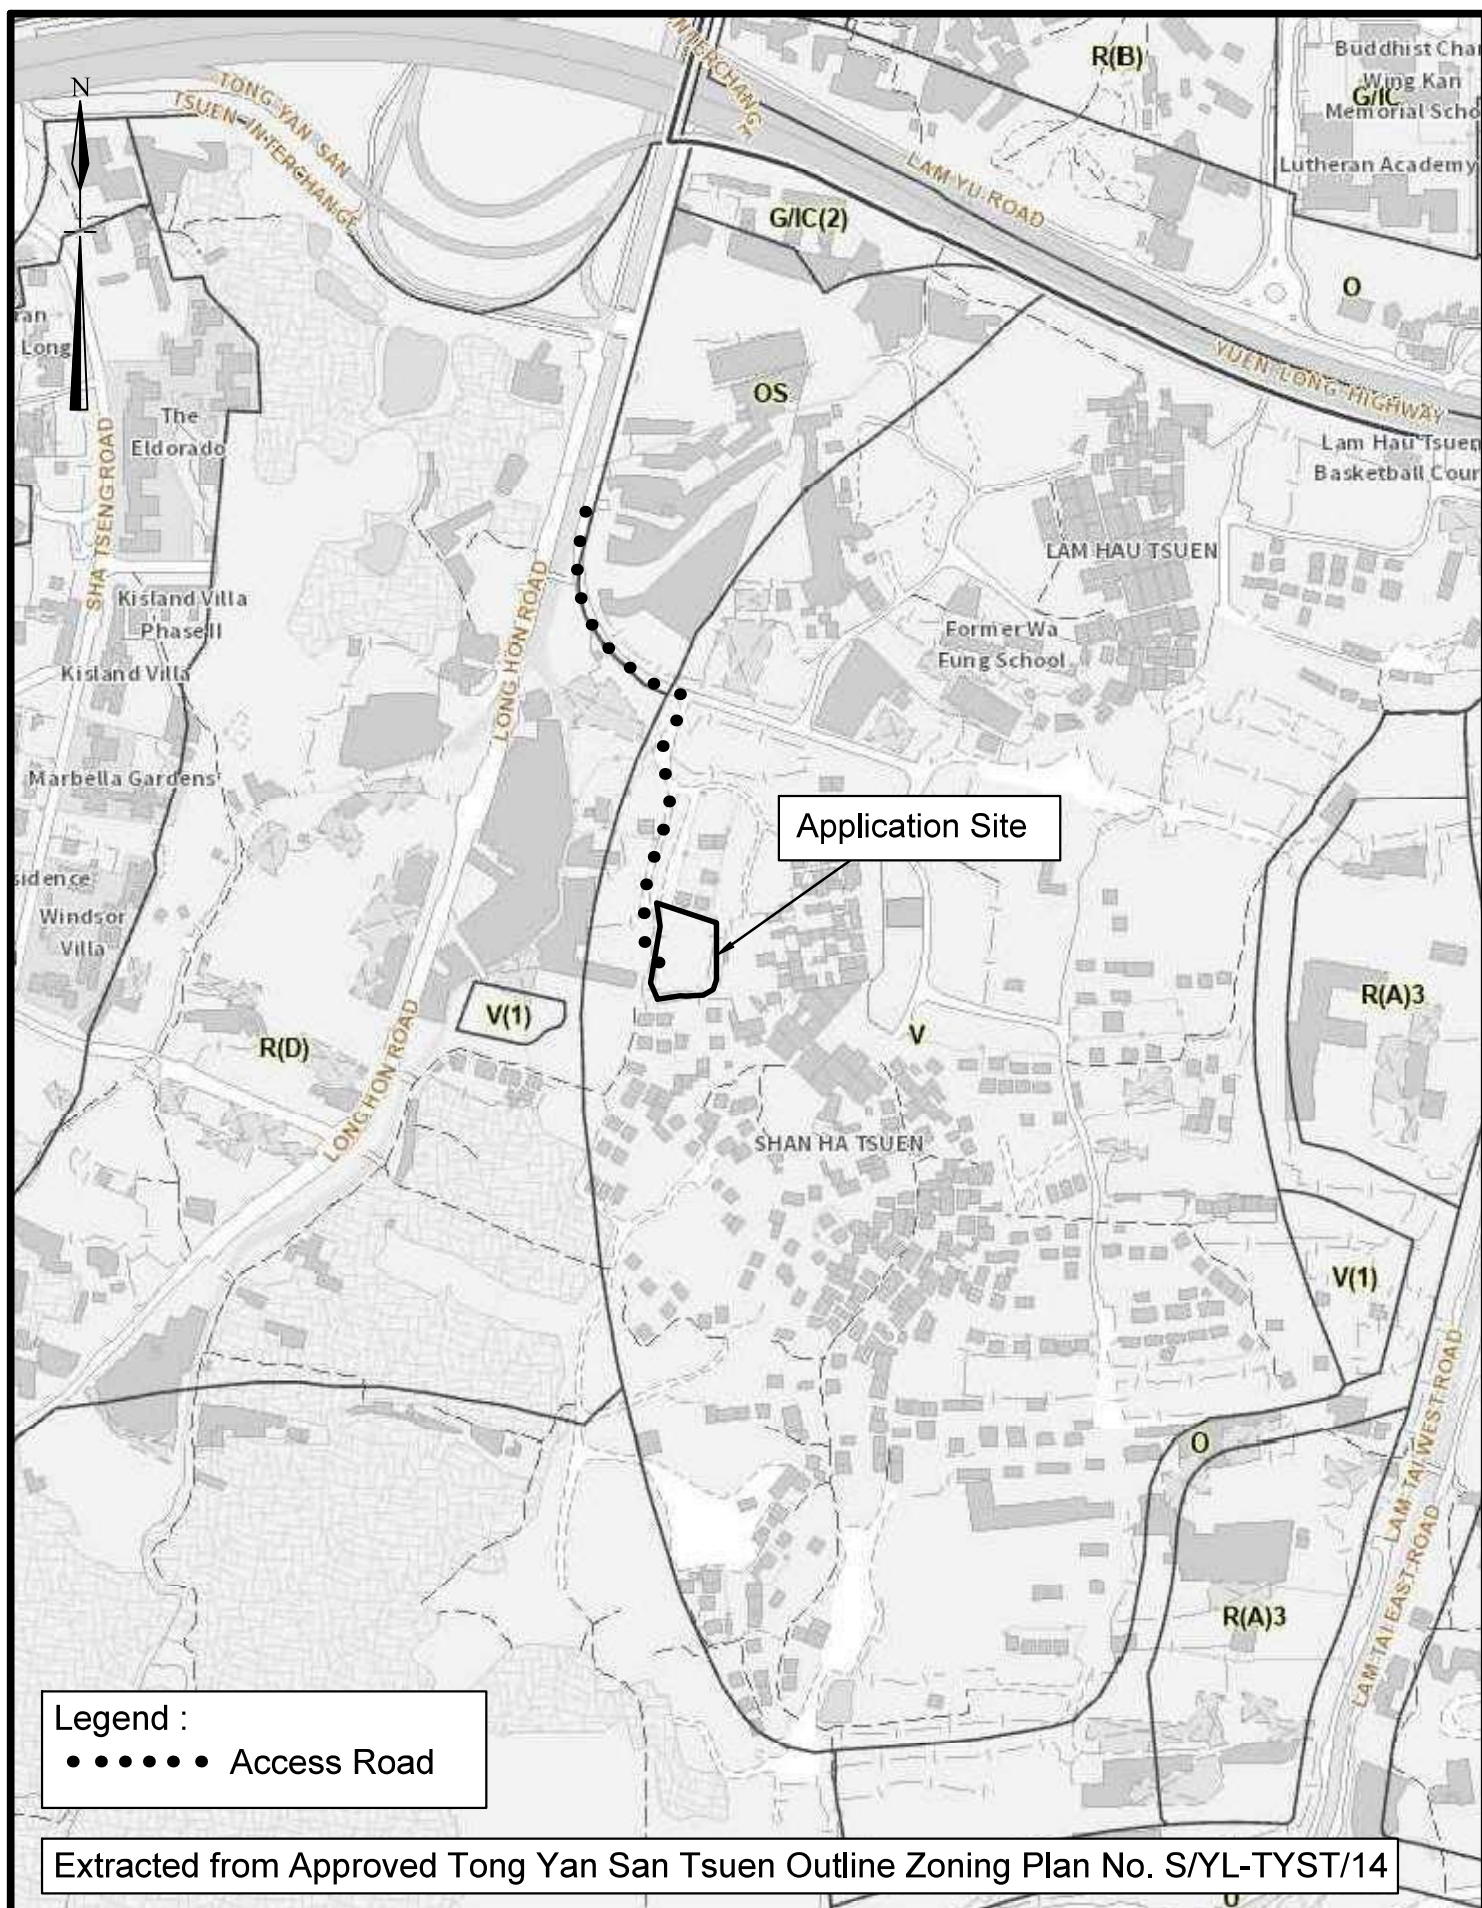 INTERCHANGE
R(B)
Buddhist Cha
Wing Kan
G/IC
Memorial Scho
N
TONG YAN SAN
TSUEN INTERCHANGE
Lutheran Academy
LAM YU ROAD
G/IC(2)
O
ran
Long
YUEN LONG HIGHWAY
OS
The
Eldorado
Lam Hau Tsuen
Basketball Cour
SHA TSENG ROAD
LAM HAU TSUEN
Kisland Villa
Phase II
Former Wa
Fung School
Kisland Villa
LONG HON ROAD
Marbella Gardens
Application Site
sidence
Windsor
Villa
R(A)3
V(1)
V
R(D)
LONG HON ROAD
SHAN HA TSUEN
V(1)
LAM TAI WEST ROAD
O
LAM TAI EAST ROAD
R(A)3
Legend :
Access Road
Extracted from Approved Tong Yan San Tsuen Outline Zoning Plan No. S/YL-TYST/14